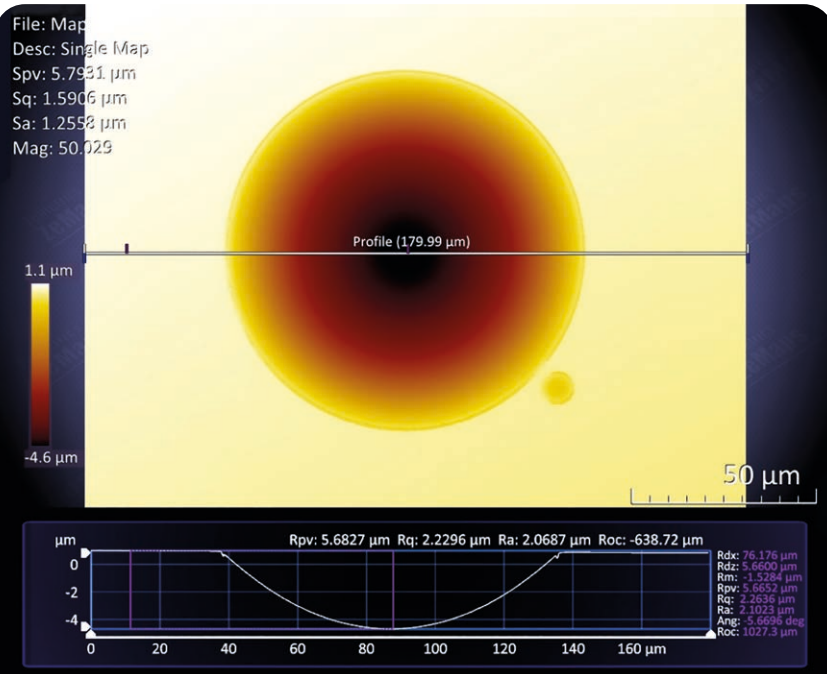 File: Map
Desc: Single Map
Spv: 5.7931 µm
Sq: 1.5906 µm
Sa: 1.2558 µm
Mag: 50.029
Profile (179.99 µm)
1.1 µm
-4.6 µm
50 µm
µm
Rpv: 5.6827 µm Rq: 2.2296 µm Ra: 2.0687 µm Roc: -638.72 µm
0
-2
-4
0 20 40 60 80 100 120 140 160 µm
Rdx: 76.176 µm
Rdz: 5.6600 µm
Rm: -1.5284 µm
Rpv: 5.6652 µm
Rq: 2.2636 µm
Ra: 2.1023 µm
Ang: -5.6696 deg
Roc: 1027.3 µm